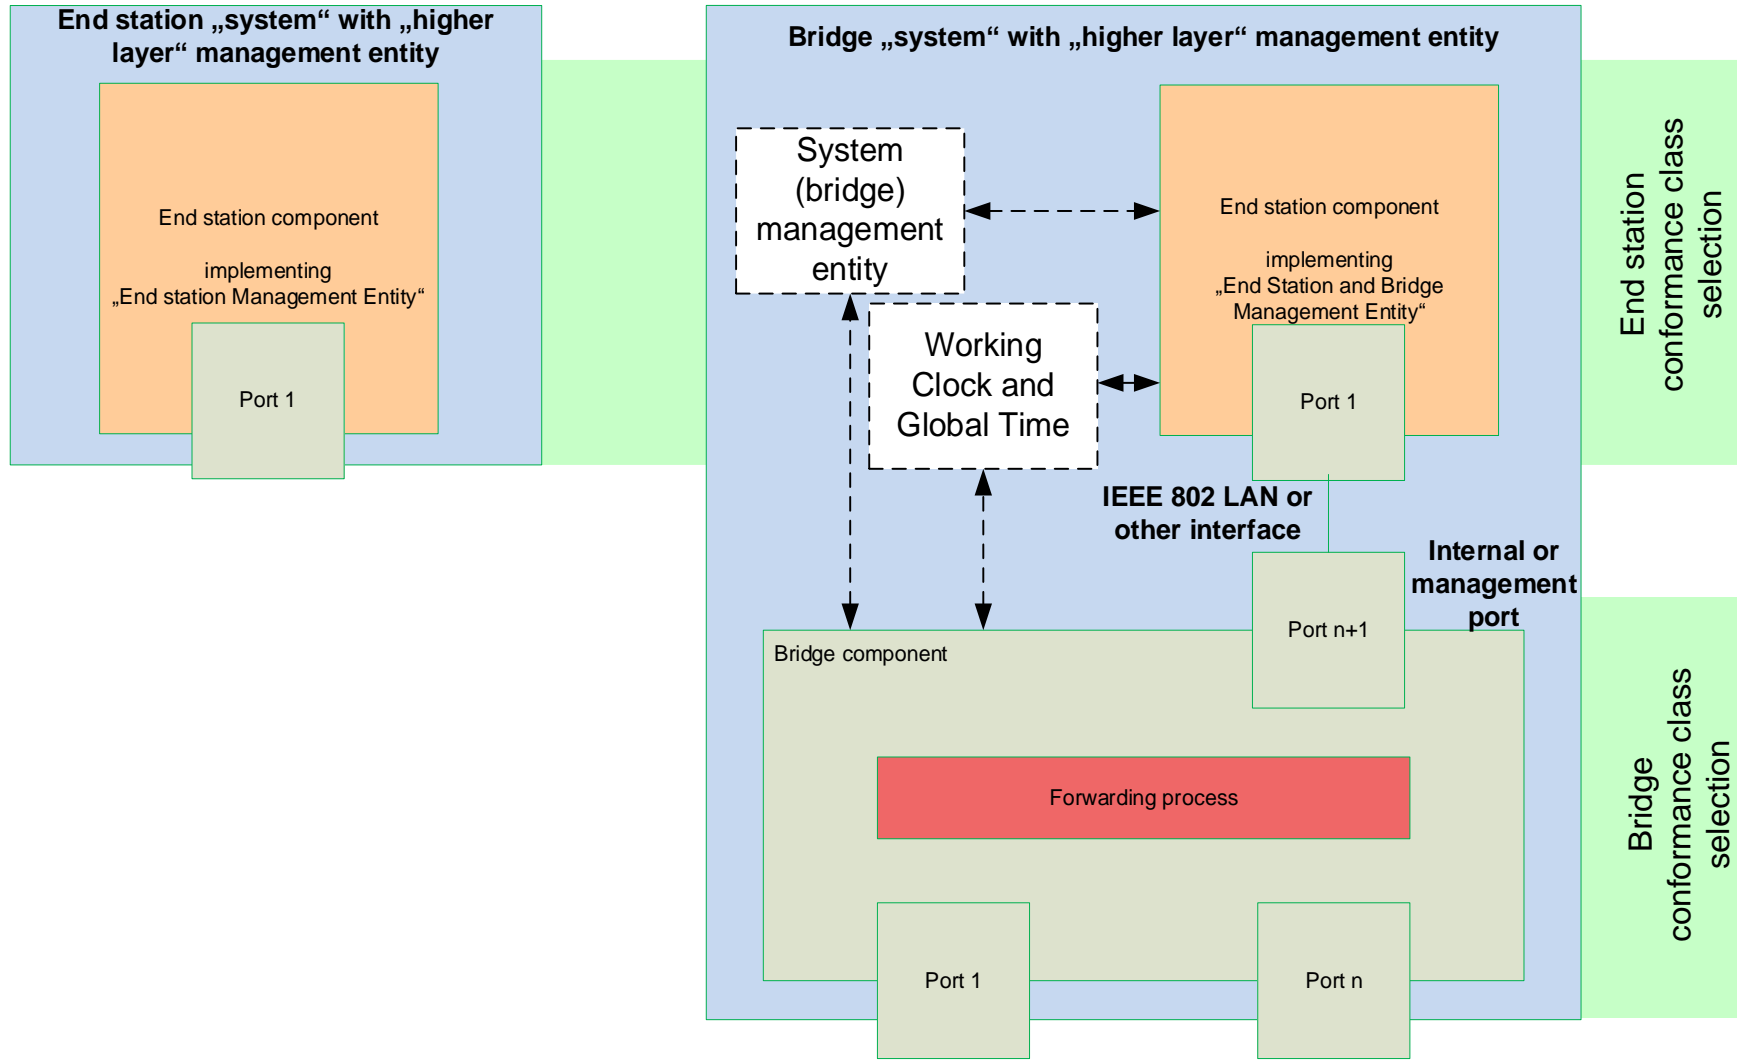 End station „system“ with „higher
layer“ management entity
End station component
implementing
„End station Management Entity“
Port 1
Bridge „system“ with „higher layer“ management entity
System
(bridge)
management
entity
Working
Clock and
Global Time
End station component
implementing
„End Station and Bridge
Management Entity“
Port 1
IEEE 802 LAN or
other interface
Internal or
management
port
Port n+1
Bridge component
Forwarding process
Port 1
Port n
End station
conformance class
selection
Bridge
conformance class
selection